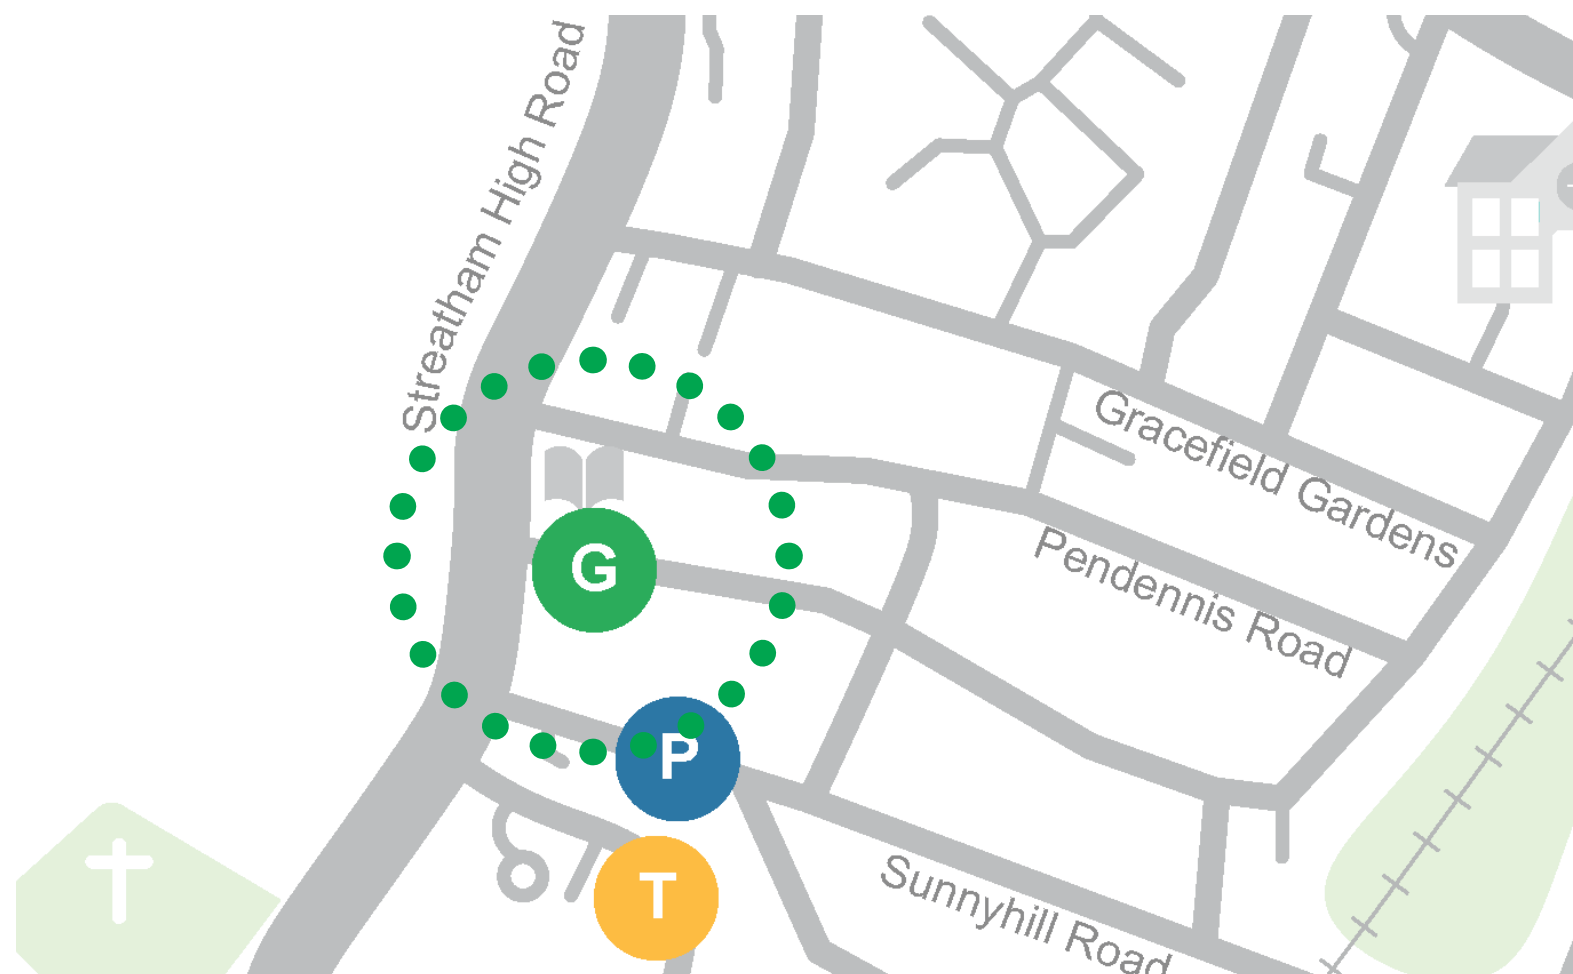 Streatham High Road
Gracefield Gardens
Pendennis Road
G
P
T
Sunnyhill Road